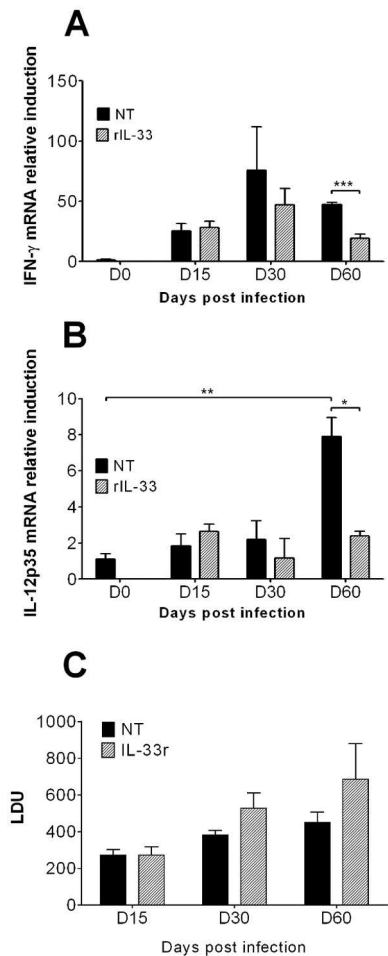 A
IFN-γ mRNA relative induction
150
100
50
0
NT
rIL-33
***
D0 D15 D30 D60
Days post infection
B
IL-12p35 mRNA relative induction
10
8
6
4
2
0
**
*
NT
rIL-33
D0 D15 D30 D60
Days post infection
C
LDU
1000
800
600
400
200
0
NT
IL-33r
D15 D30 D60
Days post infection